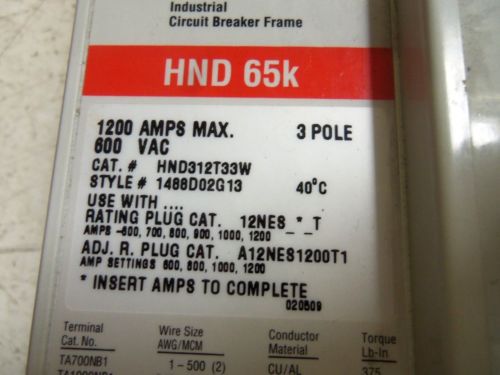 Industrial
Circuit Breaker Frame
HND 65k
1200 AMPS MAX. 3 POLE
600 VAC
CAT. # HND312T33W
STYLE # 1488D02G13 40°C
USE WITH ....
RATING PLUG CAT. 12NES_*_T
AMPS -600, 700, 800, 900, 1000, 1200
ADJ. R. PLUG CAT. A12NES1200T1
AMP SETTINGS 600, 800, 1000, 1200
* INSERT AMPS TO COMPLETE
020509
Terminal Wire Size Conductor Torque
Cat. No. AWG/MCM Material Lb-In
TA700NB1 1 – 500 (2) CU/AL 375